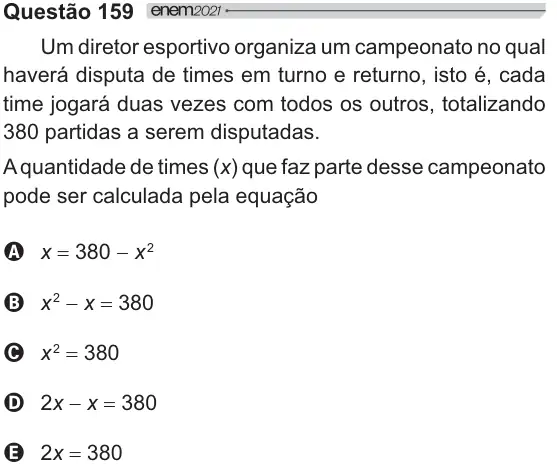 Questão 159 enem2021
Um diretor esportivo organiza um campeonato no qual
haverá disputa de times em turno e returno, isto é, cada
time jogará duas vezes com todos os outros, totalizando
380 partidas a serem disputadas.
A quantidade de times (x) que faz parte desse campeonato
pode ser calculada pela equação
A x = 380 – x²
B x² – x = 380
C x² = 380
D 2x – x = 380
E 2x = 380